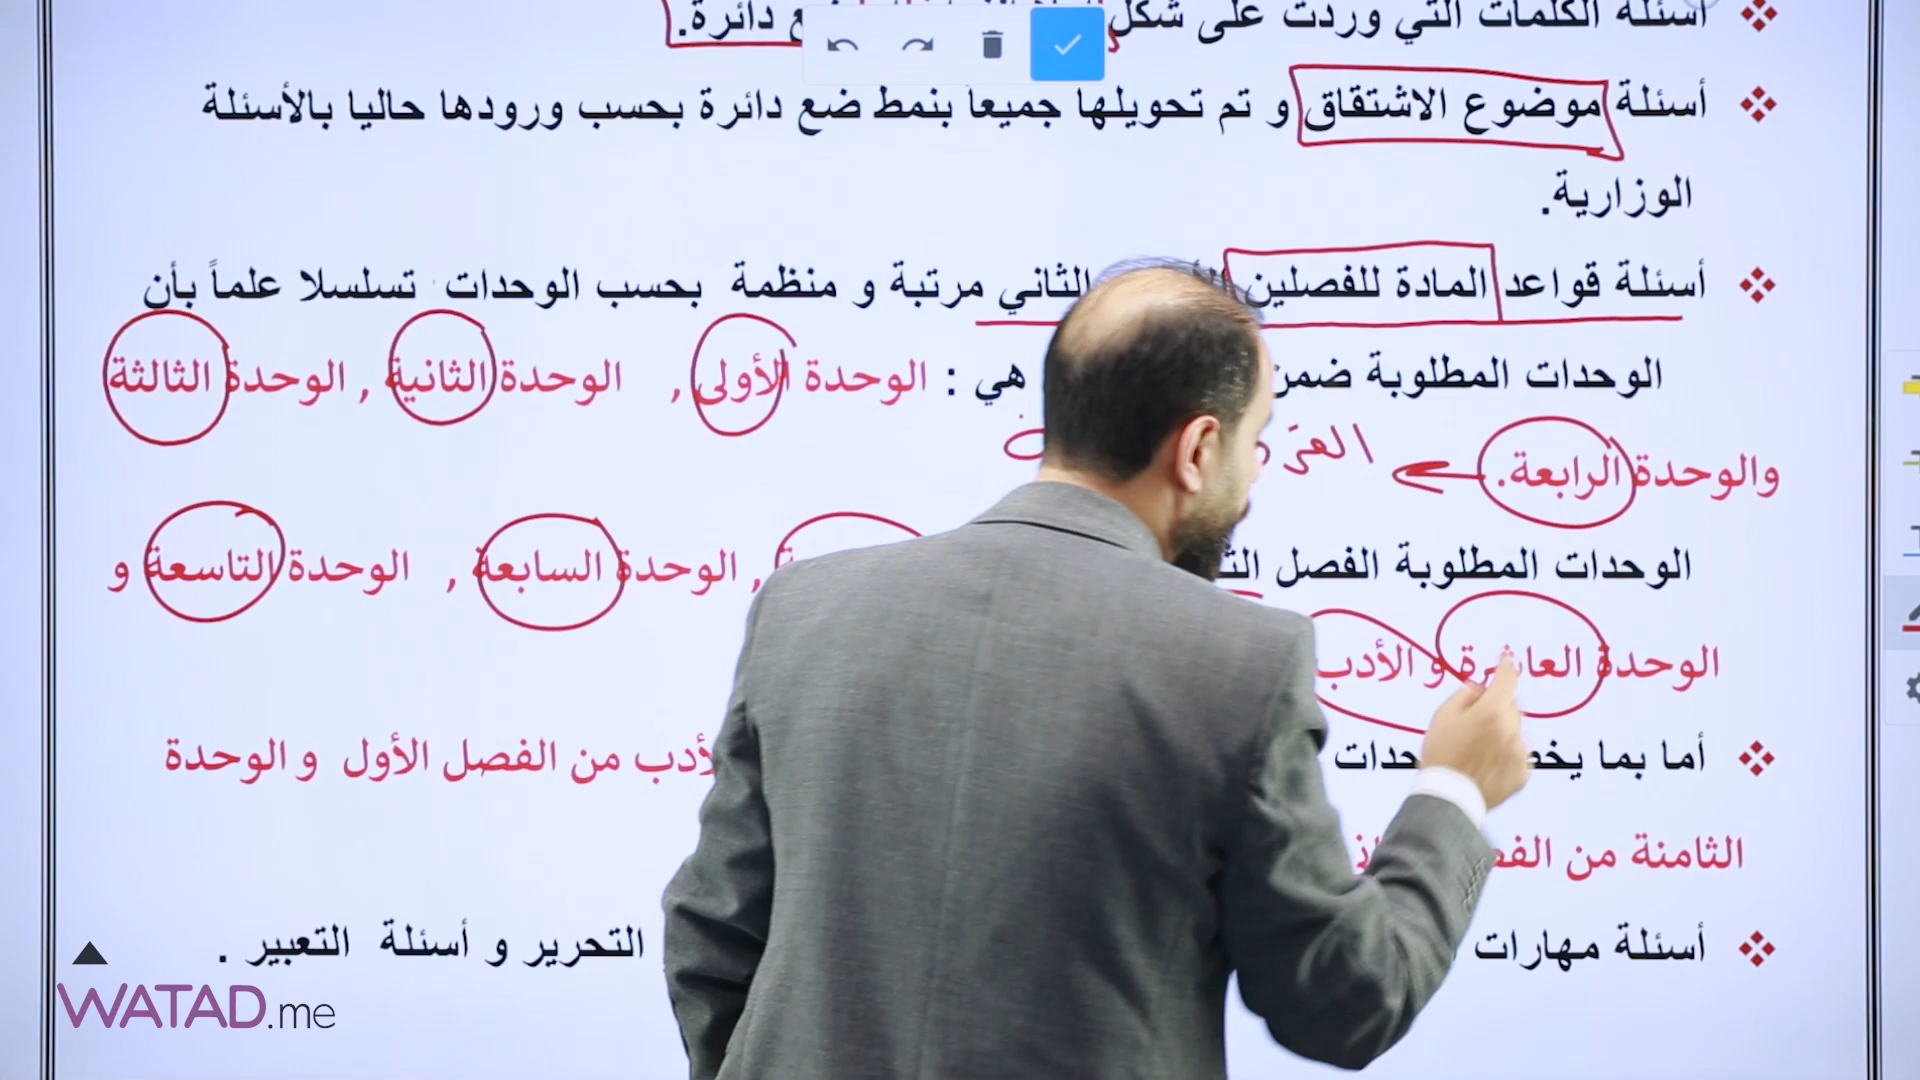 أسئلة الكلمات التي وردت على شكل ضع دائرة.
أسئلة موضوع الاشتقاق و تم تحويلها جميعا بنمط ضع دائرة بحسب ورودها حاليا بالأسئلة
الوزارية.
أسئلة قواعد المادة للفصلين الثاني مرتبة و منظمة بحسب الوحدات تسلسلا علماً بأن
الوحدات المطلوبة ضمن هي : الوحدة الأولى , الوحدة الثانية , الوحدة الثالثة
والوحدة الرابعة.
الوحدات المطلوبة الفصل , الوحدة السابعة , الوحدة التاسعة و
الوحدة العاشرة و الأدب
أما بما يخص الأدب من الفصل الأول و الوحدة
الثامنة من
أسئلة مهارات التحرير و أسئلة التعبير .
WATAD.me